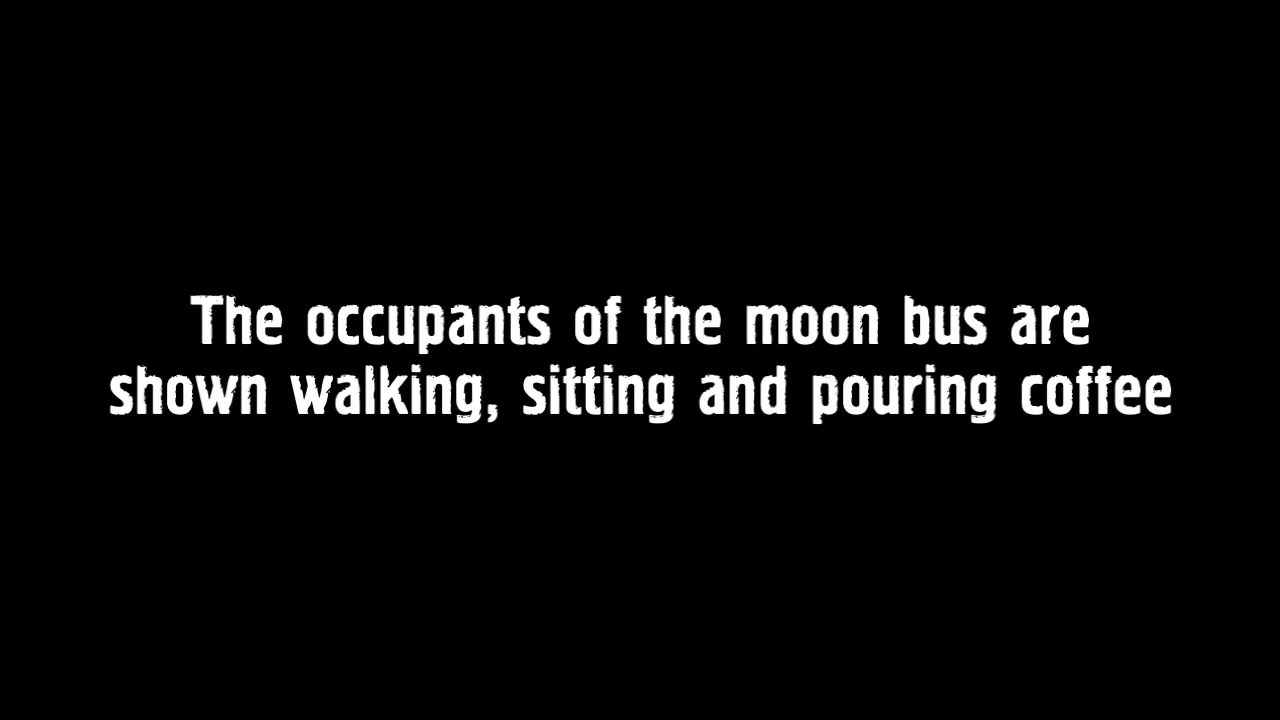 The occupants of the moon bus are
shown walking, sitting and pouring coffee